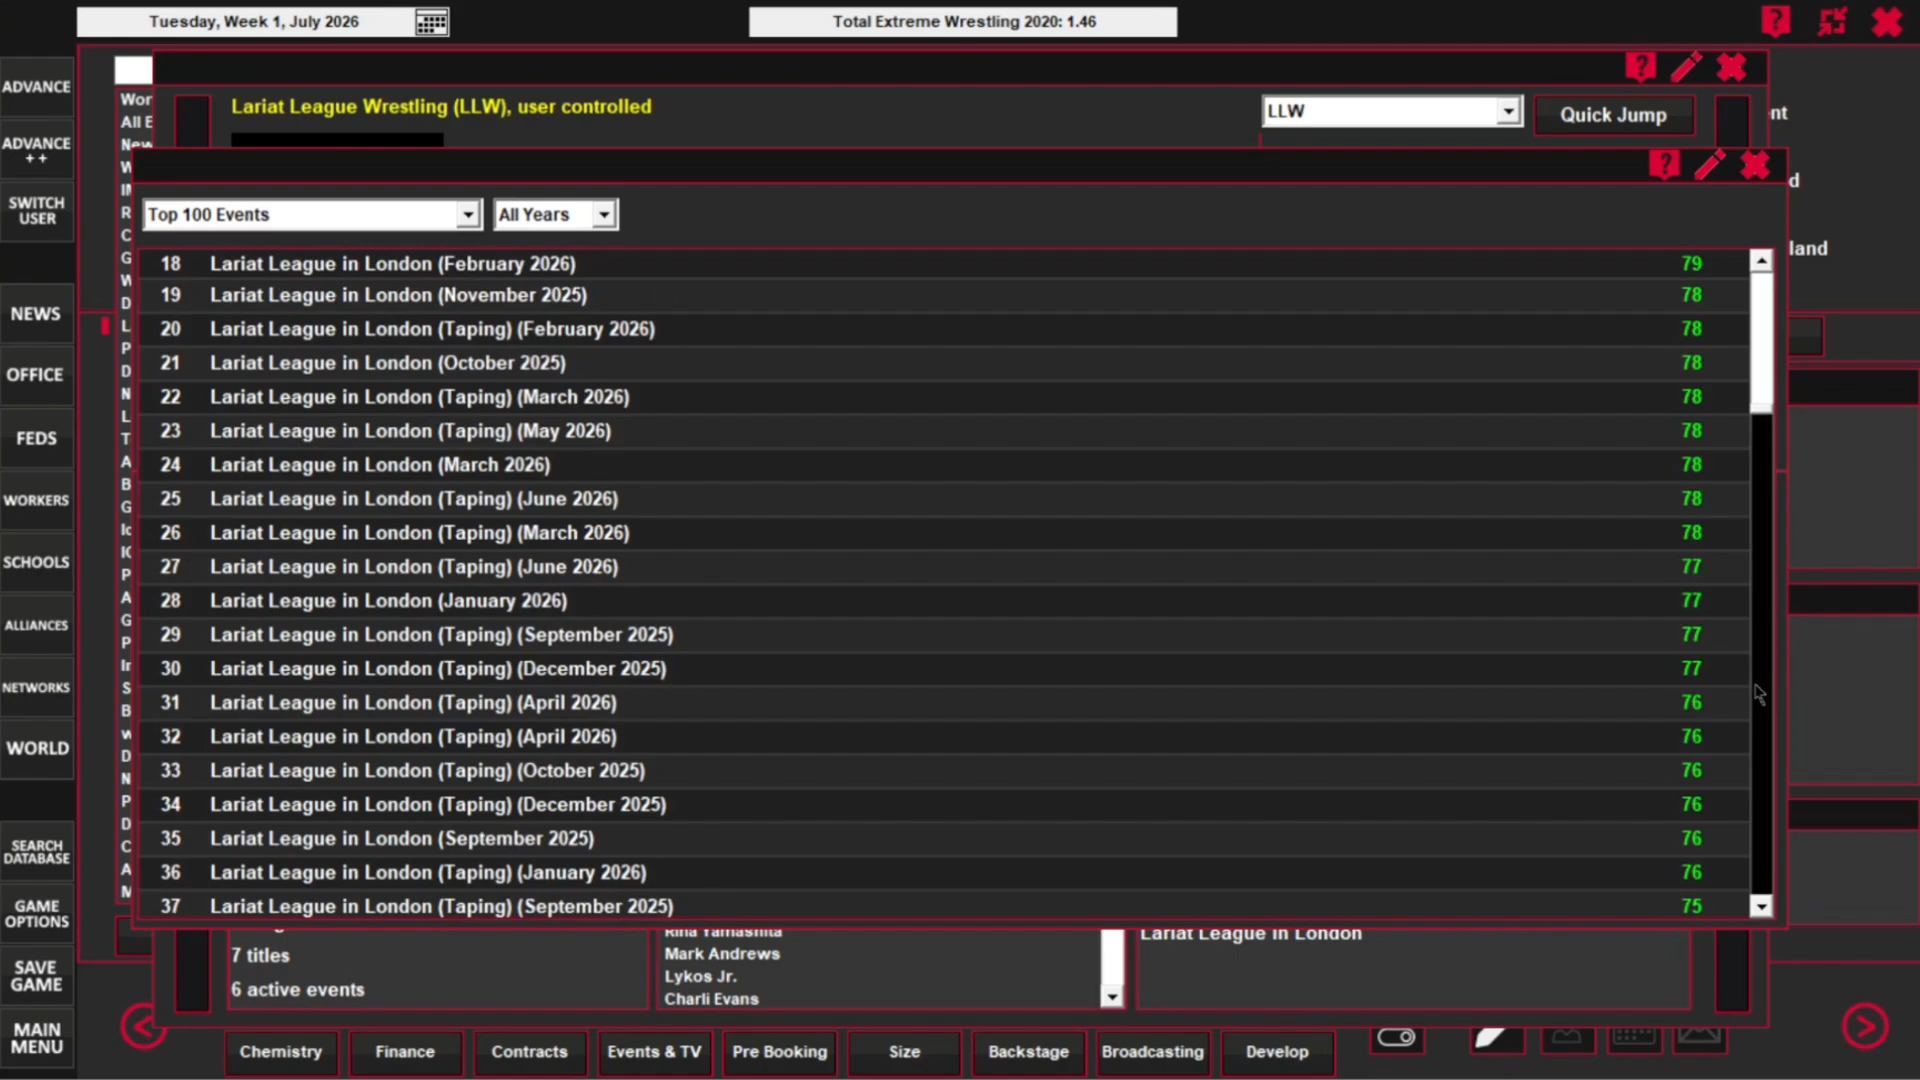 Tuesday, Week 1, July 2026
Total Extreme Wrestling 2020: 1.46
ADVANCE
ADVANCE
++
SWITCH
USER
NEWS
OFFICE
FEDS
WORKERS
SCHOOLS
ALLIANCES
NETWORKS
WORLD
SEARCH
DATABASE
GAME
OPTIONS
SAVE
GAME
MAIN
MENU
Lariat League Wrestling (LLW), user controlled
LLW
Quick Jump
Top 100 Events
All Years
18 Lariat League in London (February 2026) 79
19 Lariat League in London (November 2025) 78
20 Lariat League in London (Taping) (February 2026) 78
21 Lariat League in London (October 2025) 78
22 Lariat League in London (Taping) (March 2026) 78
23 Lariat League in London (Taping) (May 2026) 78
24 Lariat League in London (March 2026) 78
25 Lariat League in London (Taping) (June 2026) 78
26 Lariat League in London (Taping) (March 2026) 78
27 Lariat League in London (Taping) (June 2026) 77
28 Lariat League in London (January 2026) 77
29 Lariat League in London (Taping) (September 2025) 77
30 Lariat League in London (Taping) (December 2025) 77
31 Lariat League in London (Taping) (April 2026) 76
32 Lariat League in London (Taping) (April 2026) 76
33 Lariat League in London (Taping) (October 2025) 76
34 Lariat League in London (Taping) (December 2025) 76
35 Lariat League in London (September 2025) 76
36 Lariat League in London (Taping) (January 2026) 76
37 Lariat League in London (Taping) (September 2025) 75
7 titles
6 active events
Rina Yamashita
Mark Andrews
Lykos Jr.
Charli Evans
Lariat League in London
Chemistry
Finance
Contracts
Events & TV
Pre Booking
Size
Backstage
Broadcasting
Develop